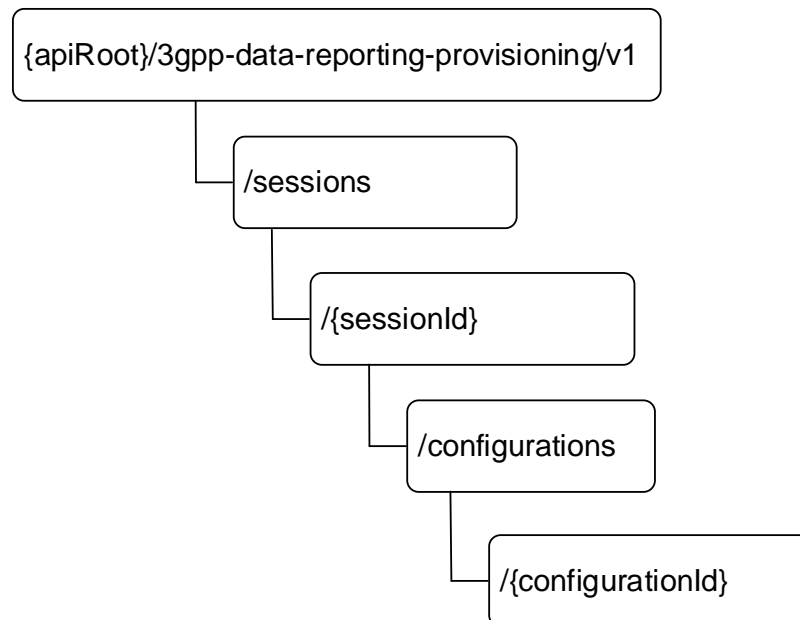 {apiRoot}/3gpp-data-reporting-provisioning/v1
/sessions
/{sessionId}
/configurations
/{configurationId}